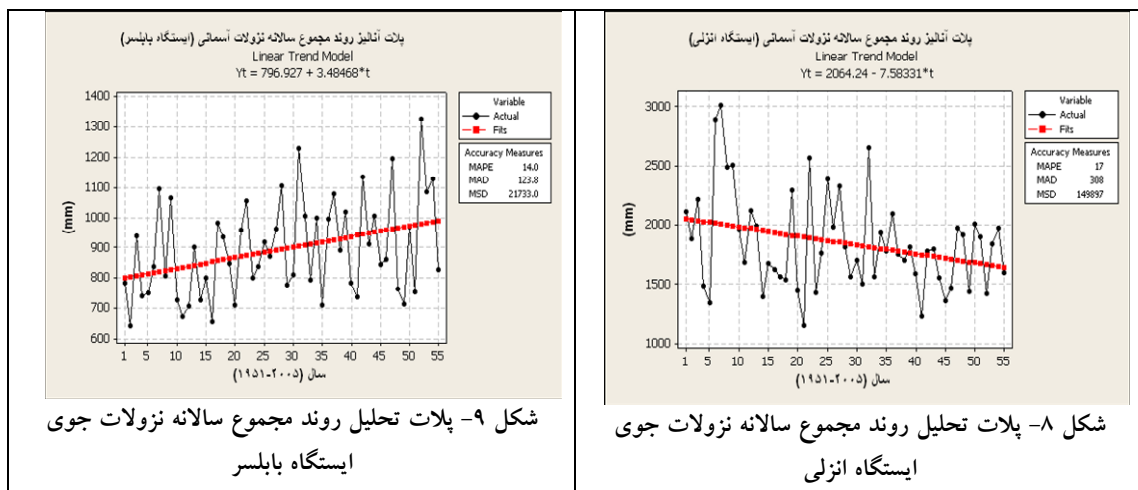 پلات آنالیز روند مجموع سالانه نزولات آسمانی (ایستگاه انزلی)
Linear Trend Model
Yt = 2064.24 - 7.58331*t
3000
2500
2000
1500
1000
(mm)
1 5 10 15 20 25 30 35 40 45 50 55
سال (۲۰۰۵-۱۹۵۱)
Variable
Actual
Fits
Accuracy Measures
MAPE 17
MAD 308
MSD 149897
شکل ۸- پلات تحلیل روند مجموع سالانه نزولات جوی
ایستگاه انزلی
پلات آنالیز روند مجموع سالانه نزولات آسمانی (ایستگاه بابلسر)
Linear Trend Model
Yt = 796.927 + 3.48468*t
1400
1300
1200
1100
1000
900
800
700
600
(mm)
1 5 10 15 20 25 30 35 40 45 50 55
سال (۲۰۰۵-۱۹۵۱)
Variable
Actual
Fits
Accuracy Measures
MAPE 14.0
MAD 123.8
MSD 21733.0
شکل ۹- پلات تحلیل روند مجموع سالانه نزولات جوی
ایستگاه بابلسر